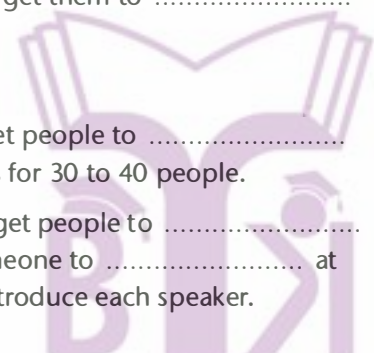 get them to ..........................
et people to ..........................
for 30 to 40 people.
get people to ..........................
eone to .......................... at
troduce each speaker.